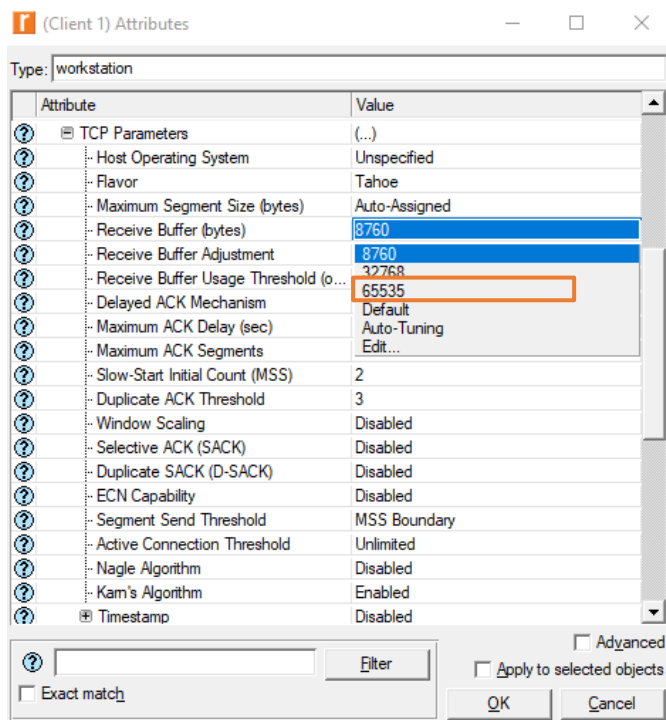 (Client 1) Attributes
Type: workstation
Attribute Value
TCP Parameters (...)
Host Operating System Unspecified
Flavor Tahoe
Maximum Segment Size (bytes) Auto-Assigned
Receive Buffer (bytes) 8760
Receive Buffer Adjustment 8760
32768
Receive Buffer Usage Threshold (o...
65535
Delayed ACK Mechanism Default
Maximum ACK Delay (sec) Auto-Tuning
Maximum ACK Segments Edit...
Slow-Start Initial Count (MSS) 2
Duplicate ACK Threshold 3
Window Scaling Disabled
Selective ACK (SACK) Disabled
Duplicate SACK (D-SACK) Disabled
ECN Capability Disabled
Segment Send Threshold MSS Boundary
Active Connection Threshold Unlimited
Nagle Algorithm Disabled
Karn's Algorithm Enabled
Timestamp Disabled
Advanced
Filter
Apply to selected objects
Exact match
OK Cancel